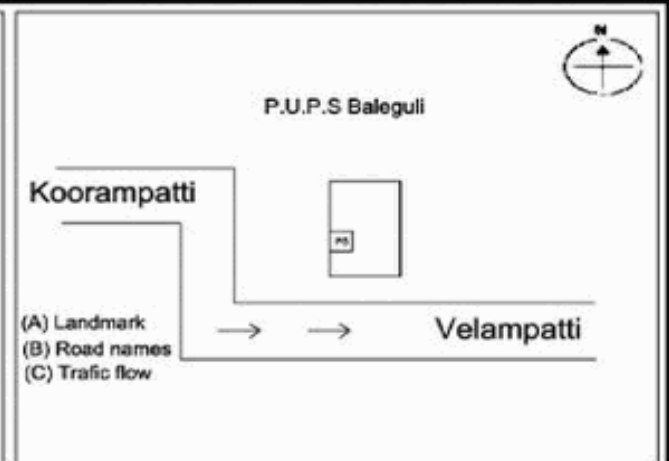 N
P.U.P.S Baleguli
Koorampatti
PS
(A) Landmark
(B) Road names
(C) Trafic flow
Velampatti